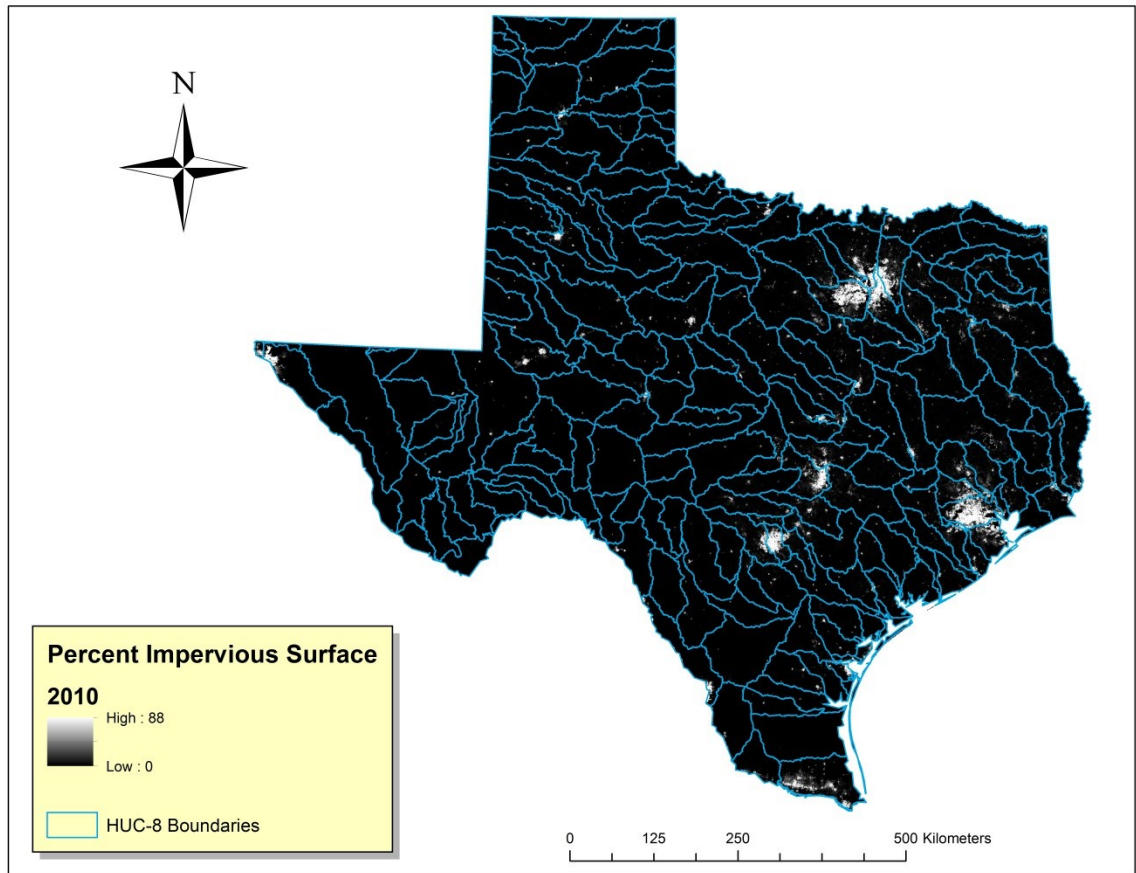 N
Percent Impervious Surface
2010
High : 88
Low : 0
HUC-8 Boundaries
0 125 250 500 Kilometers